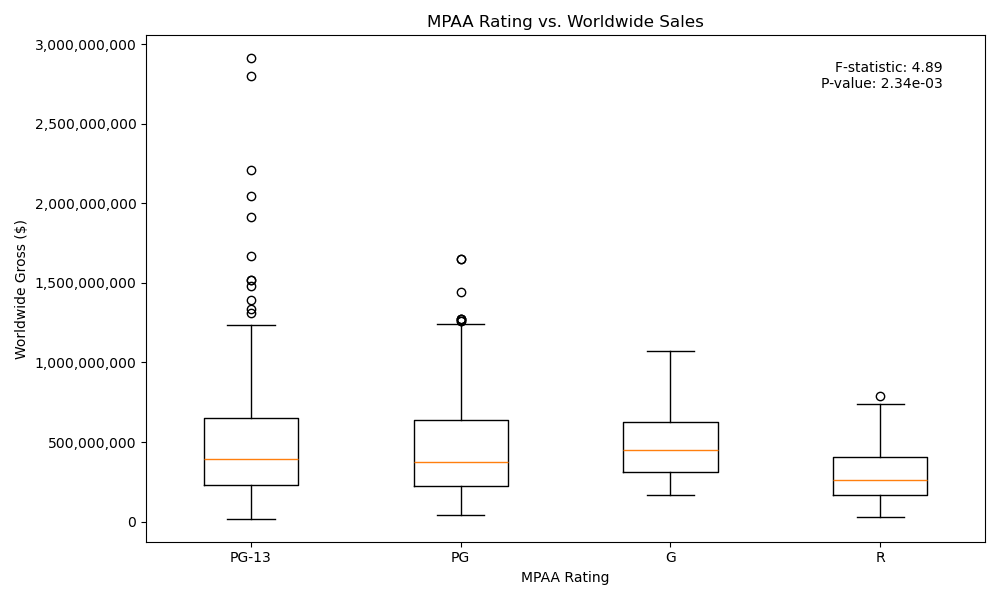 MPAA Rating vs. Worldwide Sales
F-statistic: 4.89
P-value: 2.34e-03
Worldwide Gross ($)
3,000,000,000
2,500,000,000
2,000,000,000
1,500,000,000
1,000,000,000
500,000,000
0
PG-13
PG
G
R
MPAA Rating